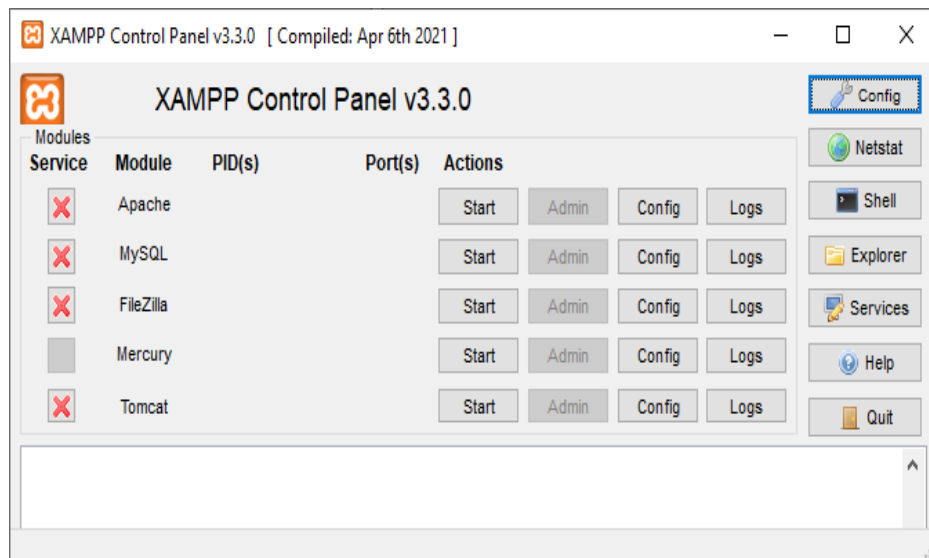 XAMPP Control Panel v3.3.0 [ Compiled: Apr 6th 2021 ]
XAMPP Control Panel v3.3.0
Config
Modules
Service Module PID(s) Port(s) Actions
Netstat
Apache Start Admin Config Logs
Shell
MySQL Start Admin Config Logs
Explorer
FileZilla Start Admin Config Logs
Services
Mercury Start Admin Config Logs
Help
Tomcat Start Admin Config Logs
Quit